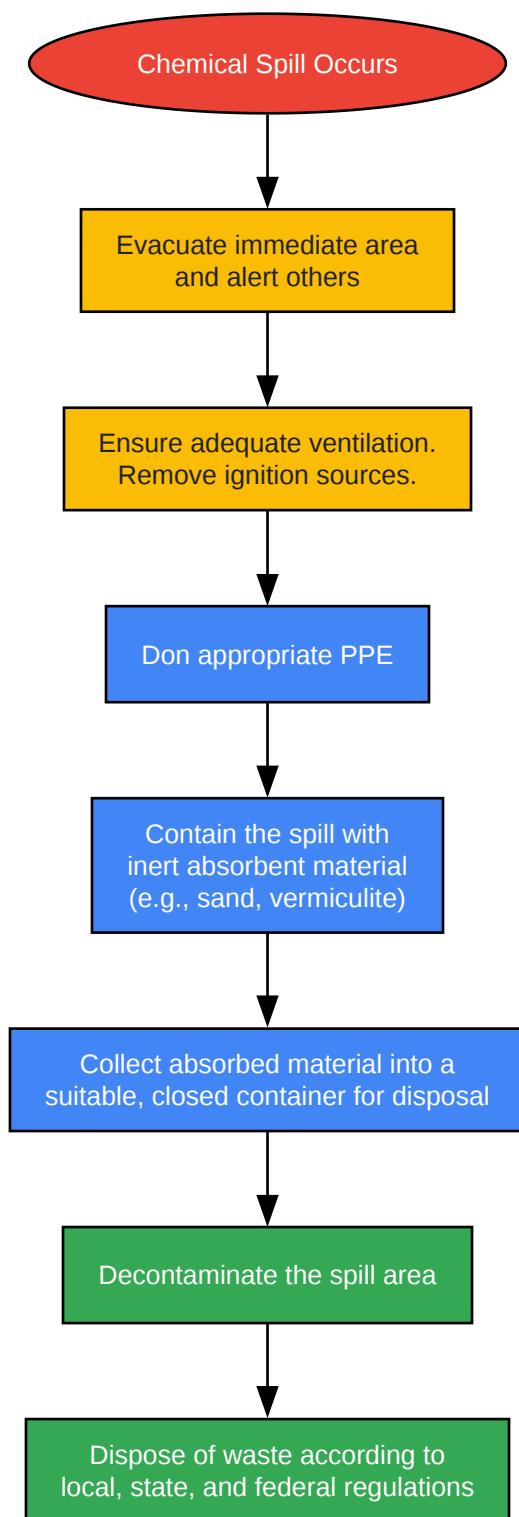 Chemical Spill Occurs
Evacuate immediate area
and alert others
Ensure adequate ventilation.
Remove ignition sources.
Don appropriate PPE
Contain the spill with
inert absorbent material
(e.g., sand, vermiculite)
Collect absorbed material into a
suitable, closed container for disposal
Decontaminate the spill area
Dispose of waste according to
local, state, and federal regulations